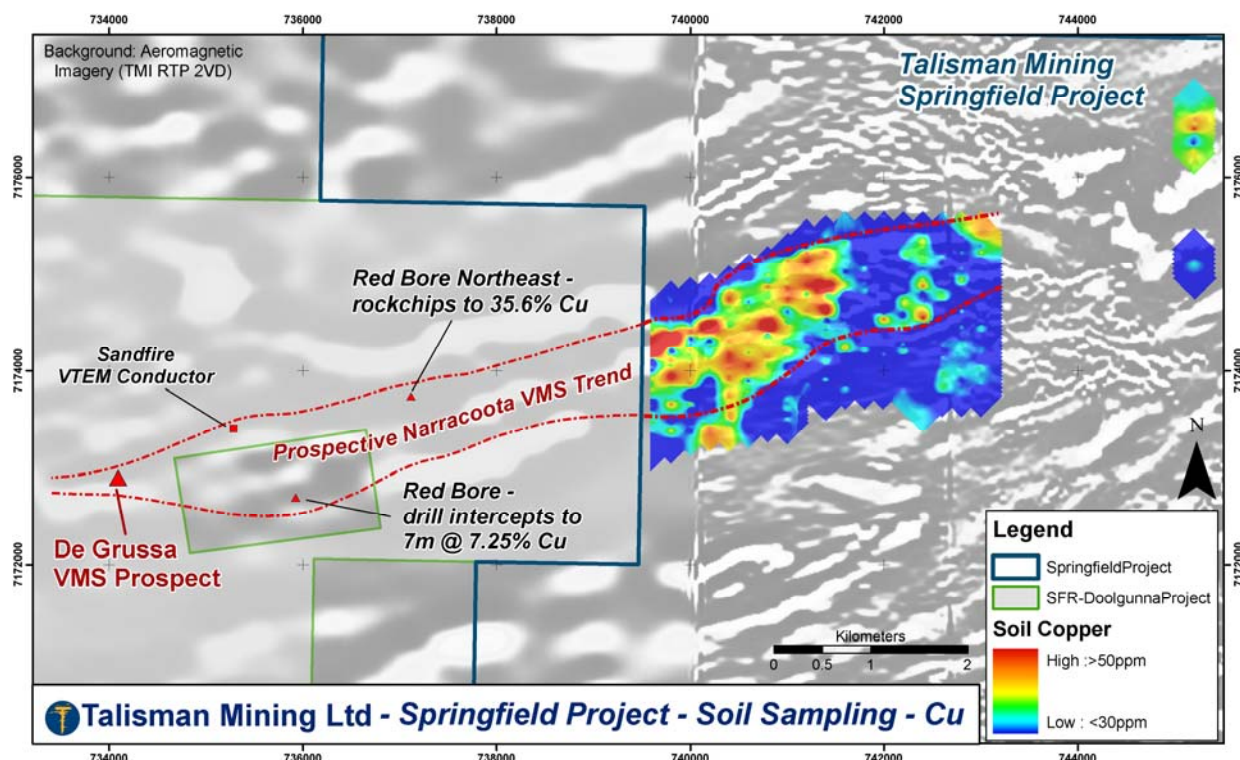 734000 736000 738000 740000 742000 744000
Background: Aeromagnetic
Imagery (TMI RTP 2VD)
Talisman Mining
Springfield Project
7176000
7176000
Red Bore Northeast -
rockchips to 35.6% Cu
Sandfire
VTEM Conductor
7174000
7174000
Prospective Narracoota VMS Trend
N
Red Bore -
drill intercepts to
7m @ 7.25% Cu
De Grussa
VMS Prospect
7172000
7172000
Legend
SpringfieldProject
SFR-DoolgunnaProject
Soil Copper
High :>50ppm
Low : <30ppm
Kilometers
0 0.5 1 2
Talisman Mining Ltd - Springfield Project - Soil Sampling - Cu
734000 736000 738000 740000 742000 744000